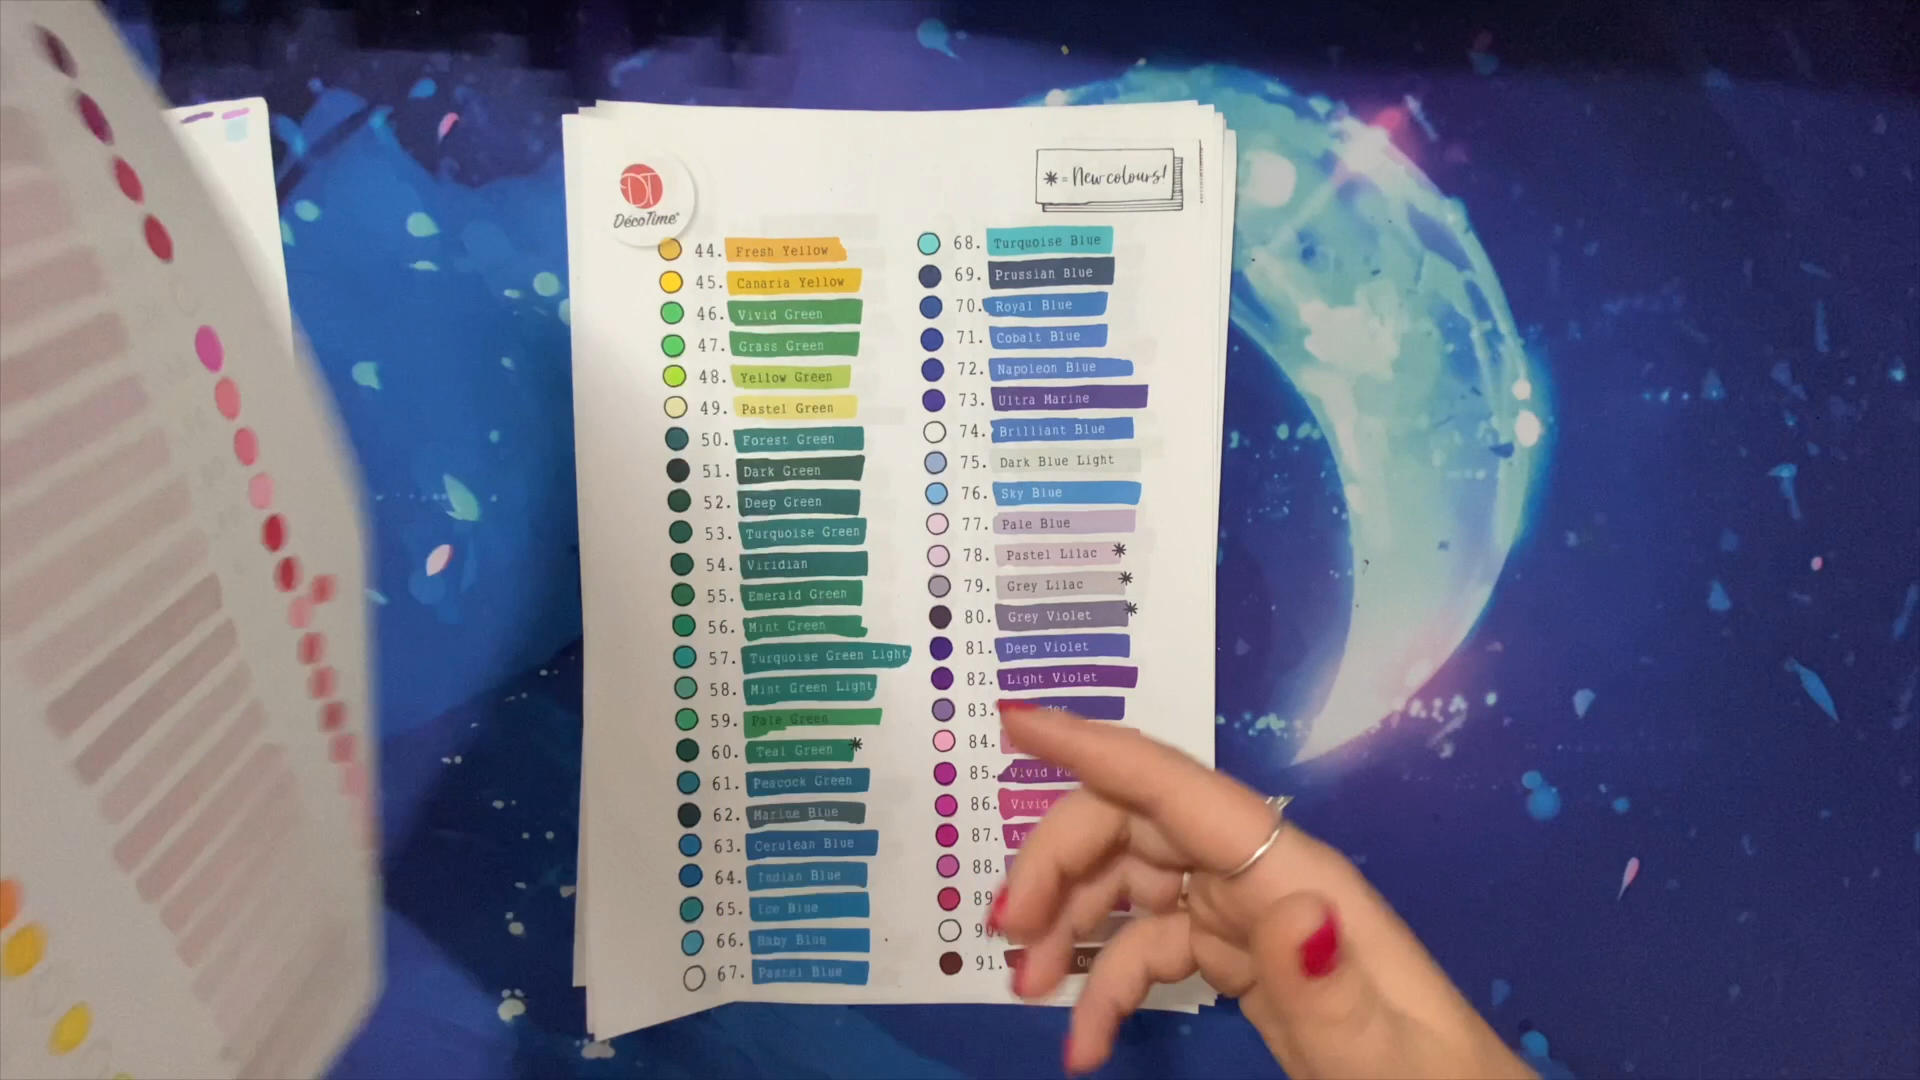 DT
DécoTime
* = New colours!
44. Fresh Yellow
45. Canaria Yellow
46. Vivid Green
47. Grass Green
48. Yellow Green
49. Pastel Green
50. Forest Green
51. Dark Green
52. Deep Green
53. Turquoise Green
54. Viridian
55. Emerald Green
56. Mint Green
57. Turquoise Green Light
58. Mint Green Light
59. Pale Green
60. Teal Green *
61. Peacock Green
62. Marine Blue
63. Cerulean Blue
64. Indian Blue
65. Ice Blue
66. Baby Blue
67. Pastel Blue
68. Turquoise Blue
69. Prussian Blue
70. Royal Blue
71. Cobalt Blue
72. Napoleon Blue
73. Ultra Marine
74. Brilliant Blue
75. Dark Blue Light
76. Sky Blue
77. Pale Blue
78. Pastel Lilac *
79. Grey Lilac *
80. Grey Violet *
81. Deep Violet
82. Light Violet
83.
84.
85. Vivid
86. Vivid
87.
88.
89
90
91.